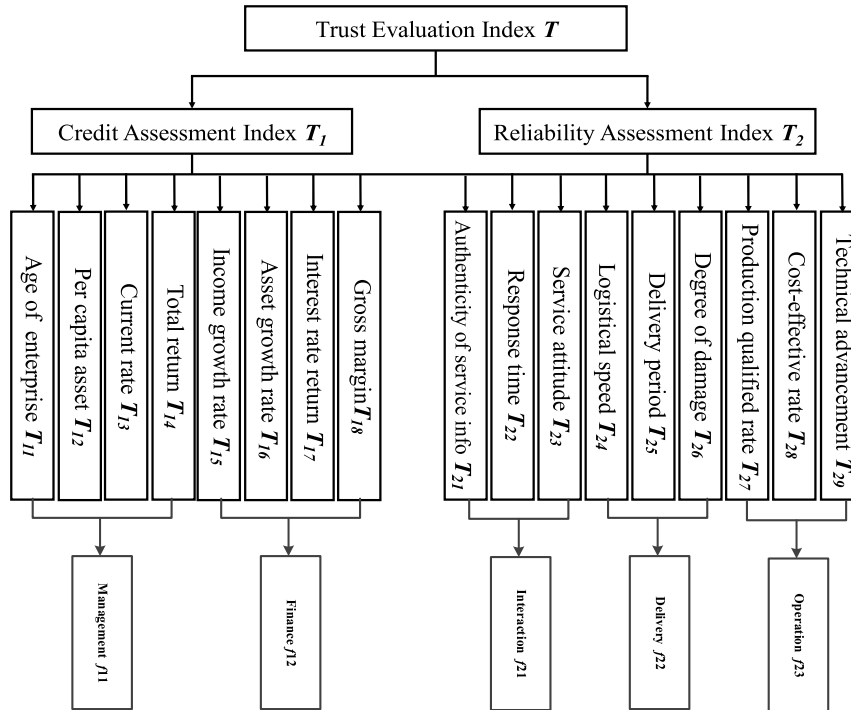 Trust Evaluation Index T
Credit Assessment Index T1
Reliability Assessment Index T2
Age of enterprise T11
Per capita asset T12
Current rate T13
Total return T14
Income growth rate T15
Asset growth rate T16
Interest rate return T17
Gross margin T18
Authenticity of service info T21
Response time T22
Service attitude T23
Logistical speed T24
Delivery period T25
Degree of damage T26
Production qualified rate T27
Cost-effective rate T28
Technical advancement T29
Management f11
Finance f12
Interaction f21
Delivery f22
Operation f23